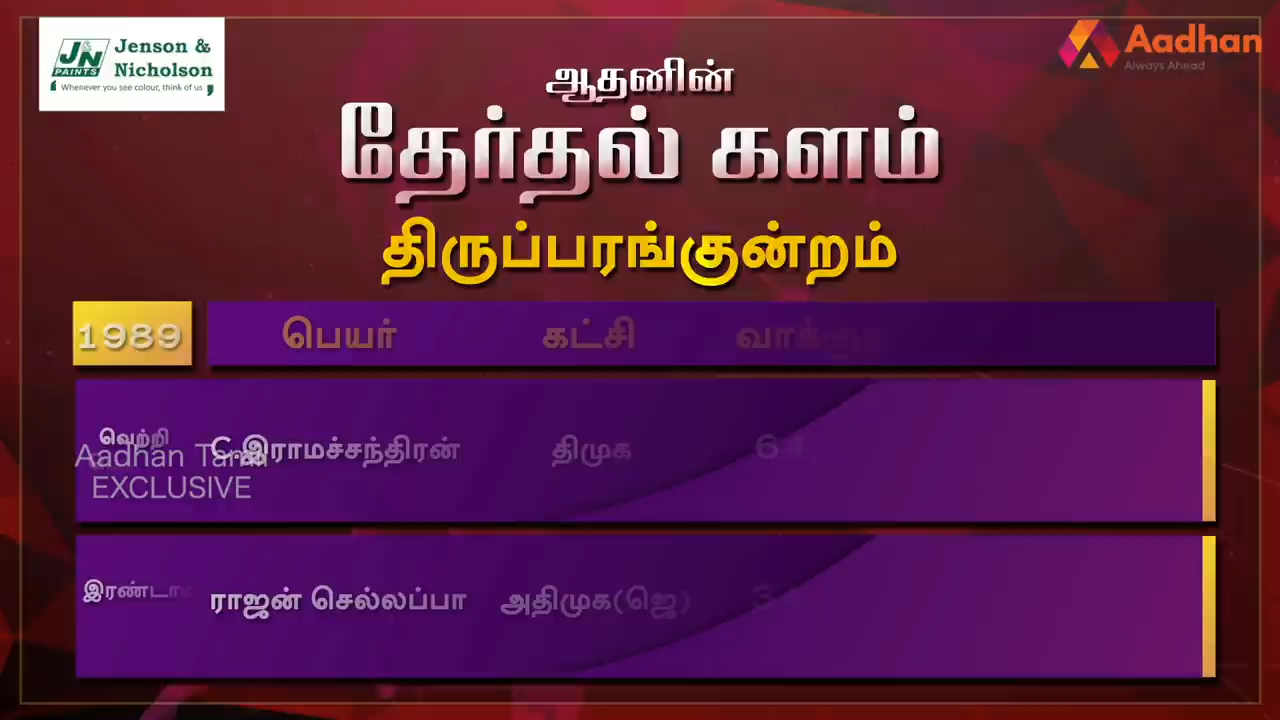 JN
PAINTS
Jenson &
Nicholson
Whenever you see colour, think of us
Aadhan
Always Ahead
ஆதனின்
தேர்தல் களம்
திருப்பரங்குன்றம்
1989 பெயர் கட்சி
வெற்றி
C.இராமச்சந்திரன் திமுக
Aadhan Tamil
EXCLUSIVE
ராஜன் செல்லப்பா அதிமுக(ஜெ)